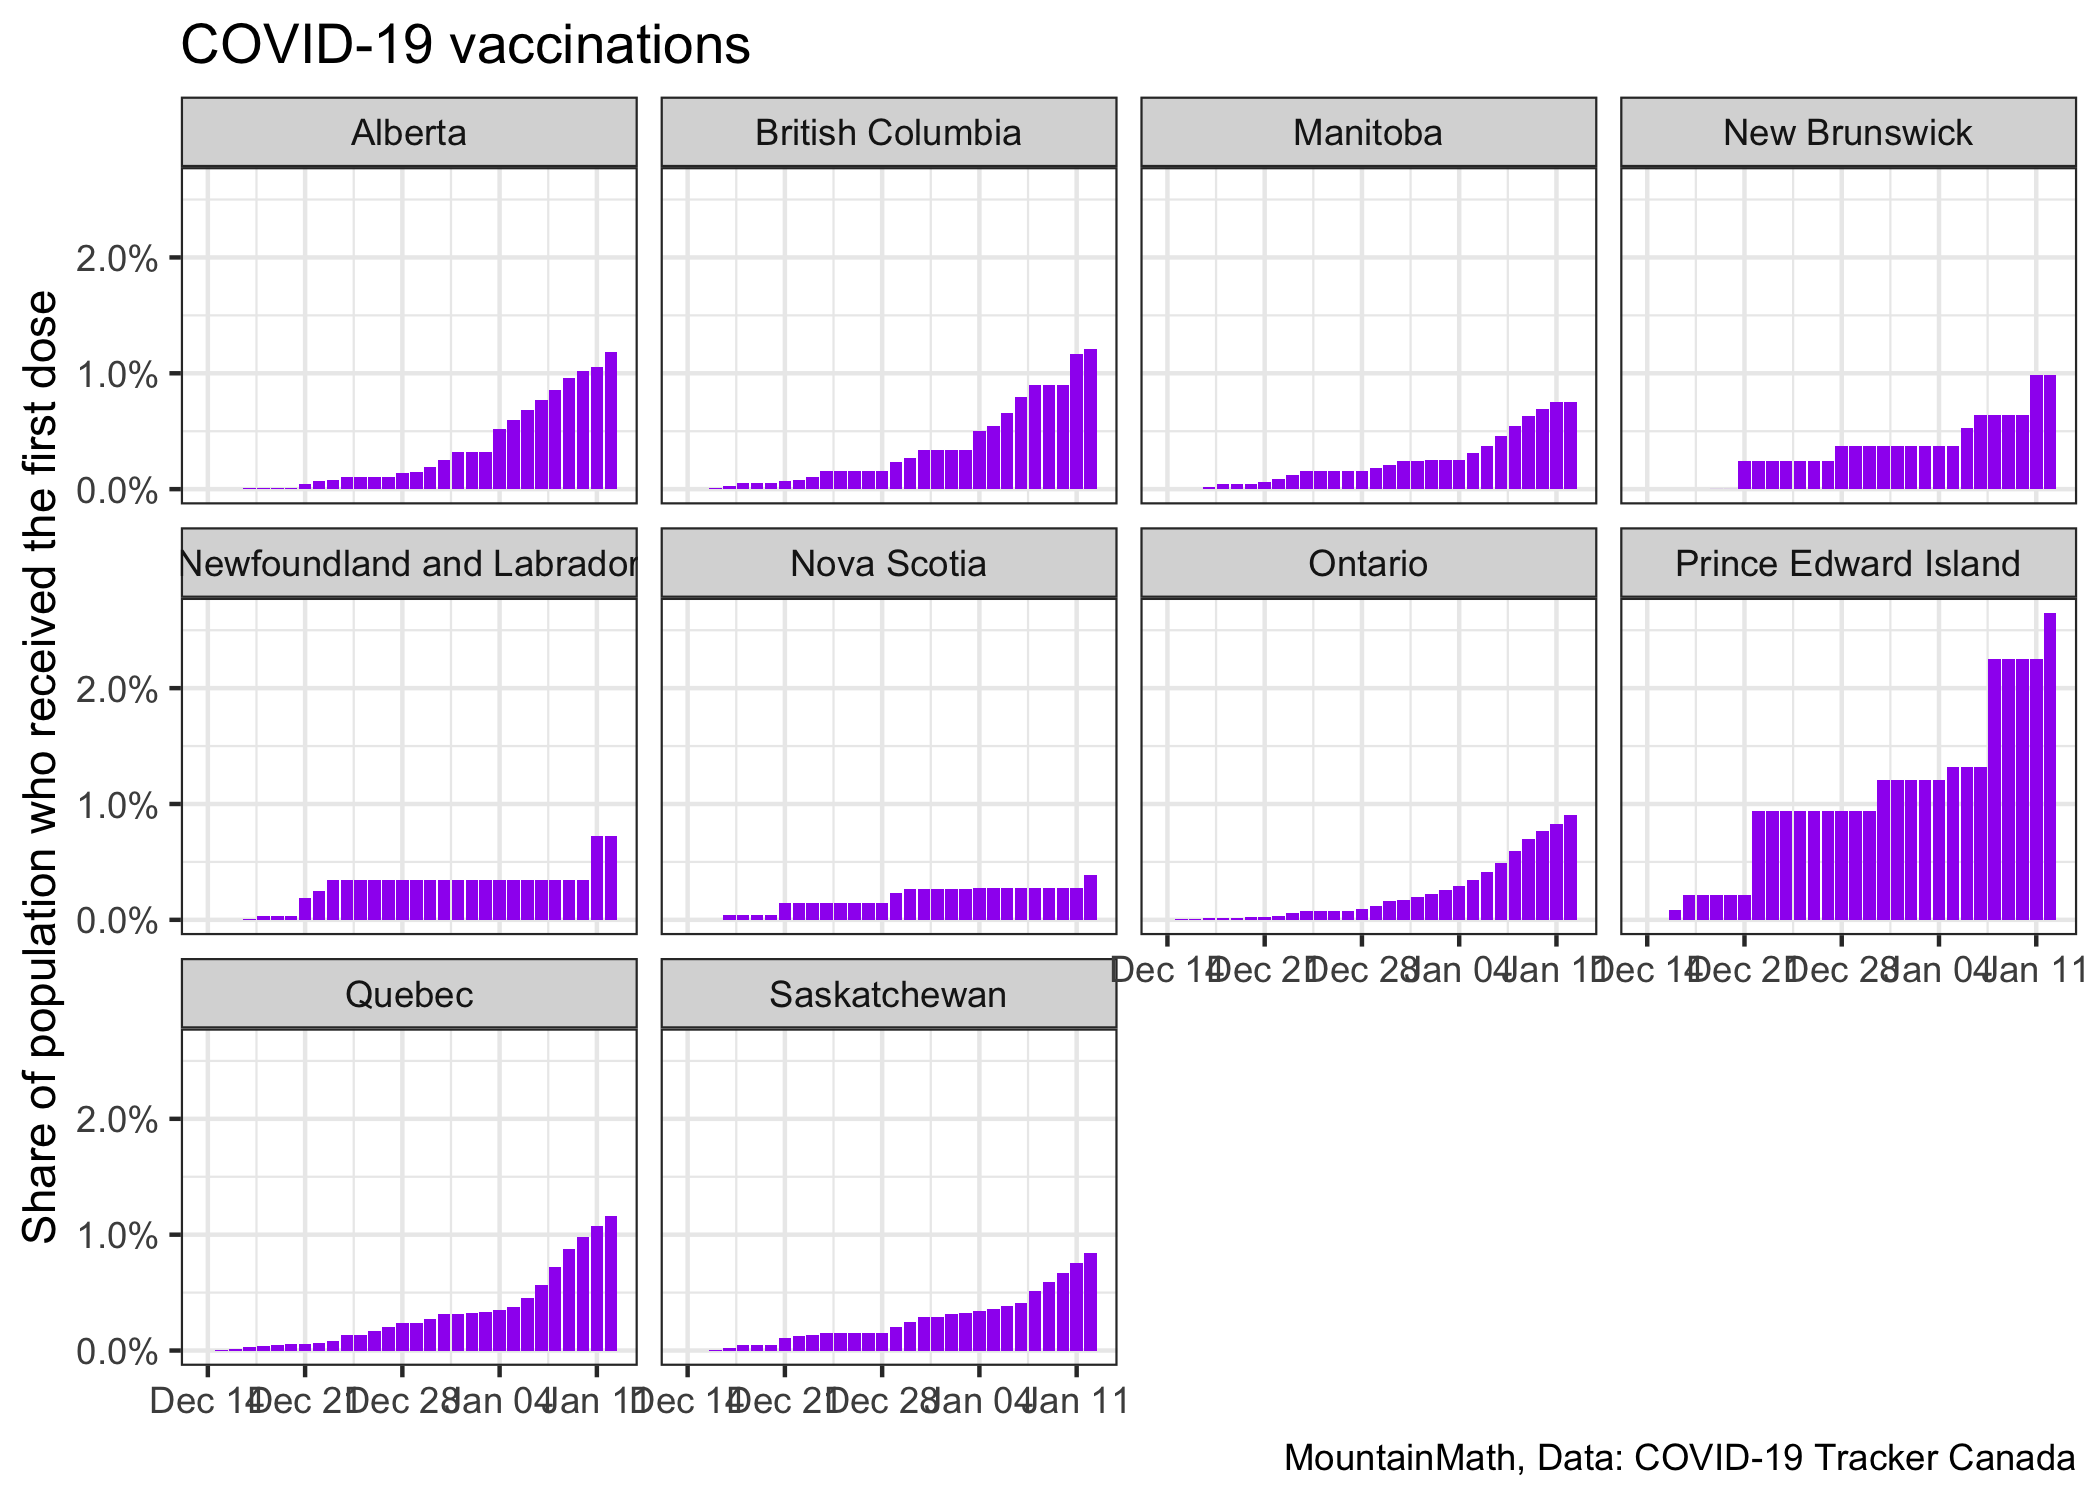 COVID-19 vaccinations
Share of population who received the first dose
Alberta
British Columbia
Manitoba
New Brunswick
2.0%
1.0%
0.0%
Newfoundland and Labrador
Nova Scotia
Ontario
Prince Edward Island
2.0%
1.0%
0.0%
Dec 14 Dec 21 Dec 28 Jan 04 Jan 11 Dec 14 Dec 21 Dec 28 Jan 04 Jan 11
Quebec
Saskatchewan
2.0%
1.0%
0.0%
Dec 14 Dec 21 Dec 28 Jan 04 Jan 11 Dec 14 Dec 21 Dec 28 Jan 04 Jan 11
MountainMath, Data: COVID-19 Tracker Canada